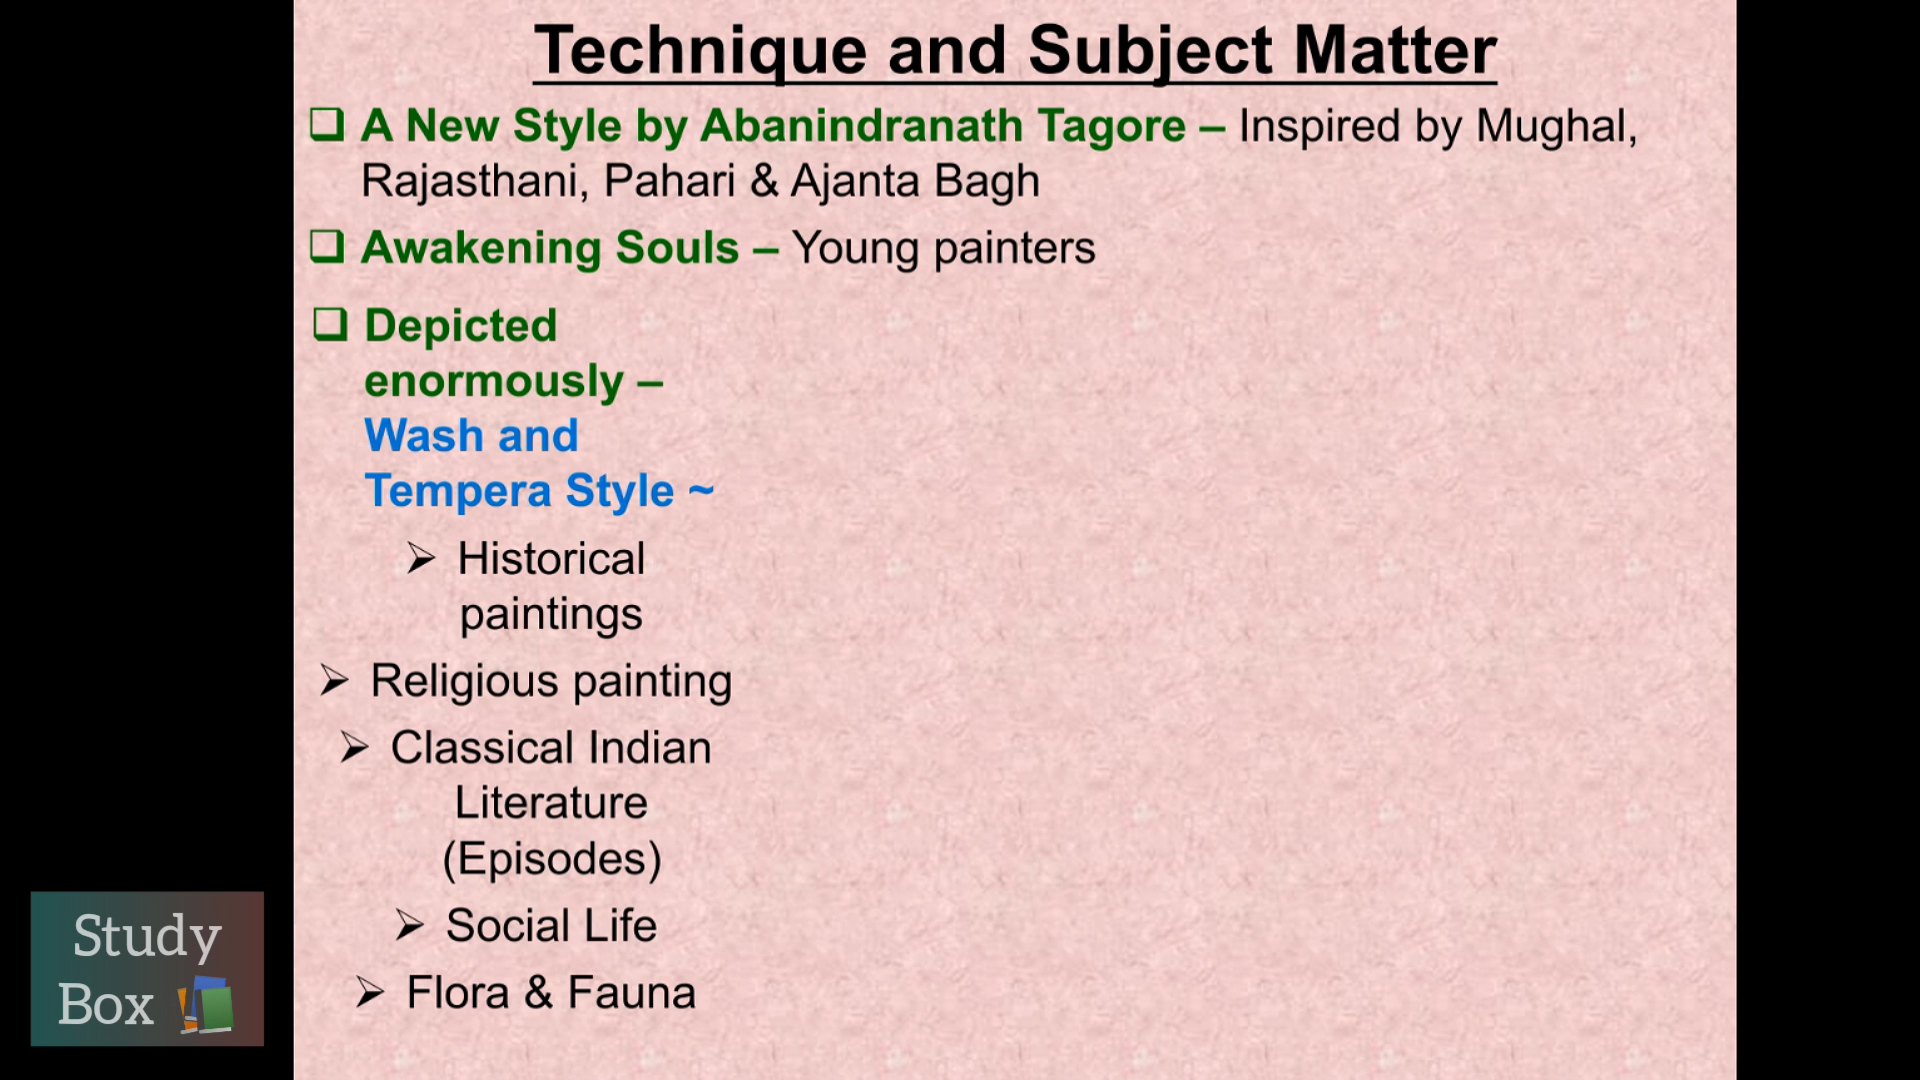 Technique and Subject Matter
❑ A New Style by Abanindranath Tagore – Inspired by Mughal,
Rajasthani, Pahari & Ajanta Bagh
❑ Awakening Souls – Young painters
❑ Depicted
enormously –
Wash and
Tempera Style ~
➢ Historical
paintings
➢ Religious painting
➢ Classical Indian
Literature
(Episodes)
➢ Social Life
➢ Flora & Fauna
Study
Box